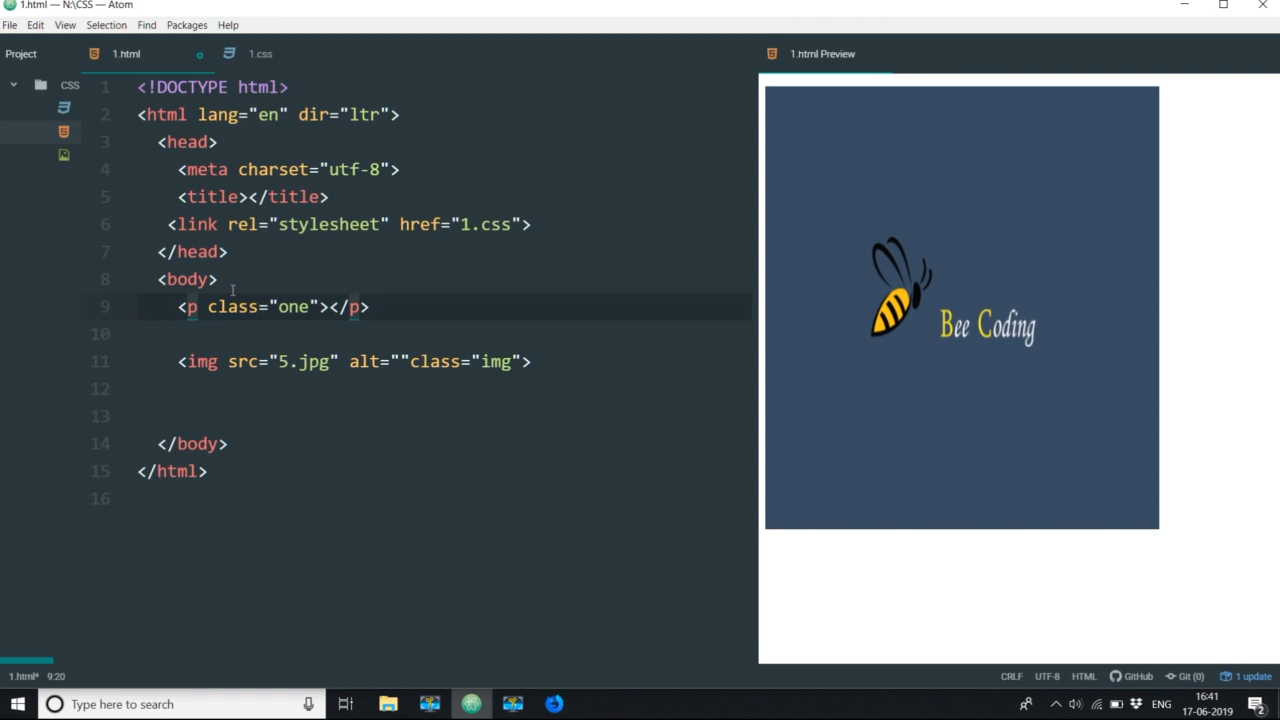 1.html — N:\CSS — Atom
File Edit View Selection Find Packages Help
Project 1.html 1.css 1.html Preview
CSS
1 <!DOCTYPE html>
2 <html lang="en" dir="ltr">
3 <head>
4 <meta charset="utf-8">
5 <title></title>
6 <link rel="stylesheet" href="1.css">
7 </head>
8 <body>
9 <p class="one"></p>
10
11 <img src="5.jpg" alt=""class="img">
12
13
14 </body>
15 </html>
16
Bee Coding
1.html* 9:20 CRLF UTF-8 HTML GitHub Git (0) 1 update
Type here to search ENG 16:41
17-06-2019 2